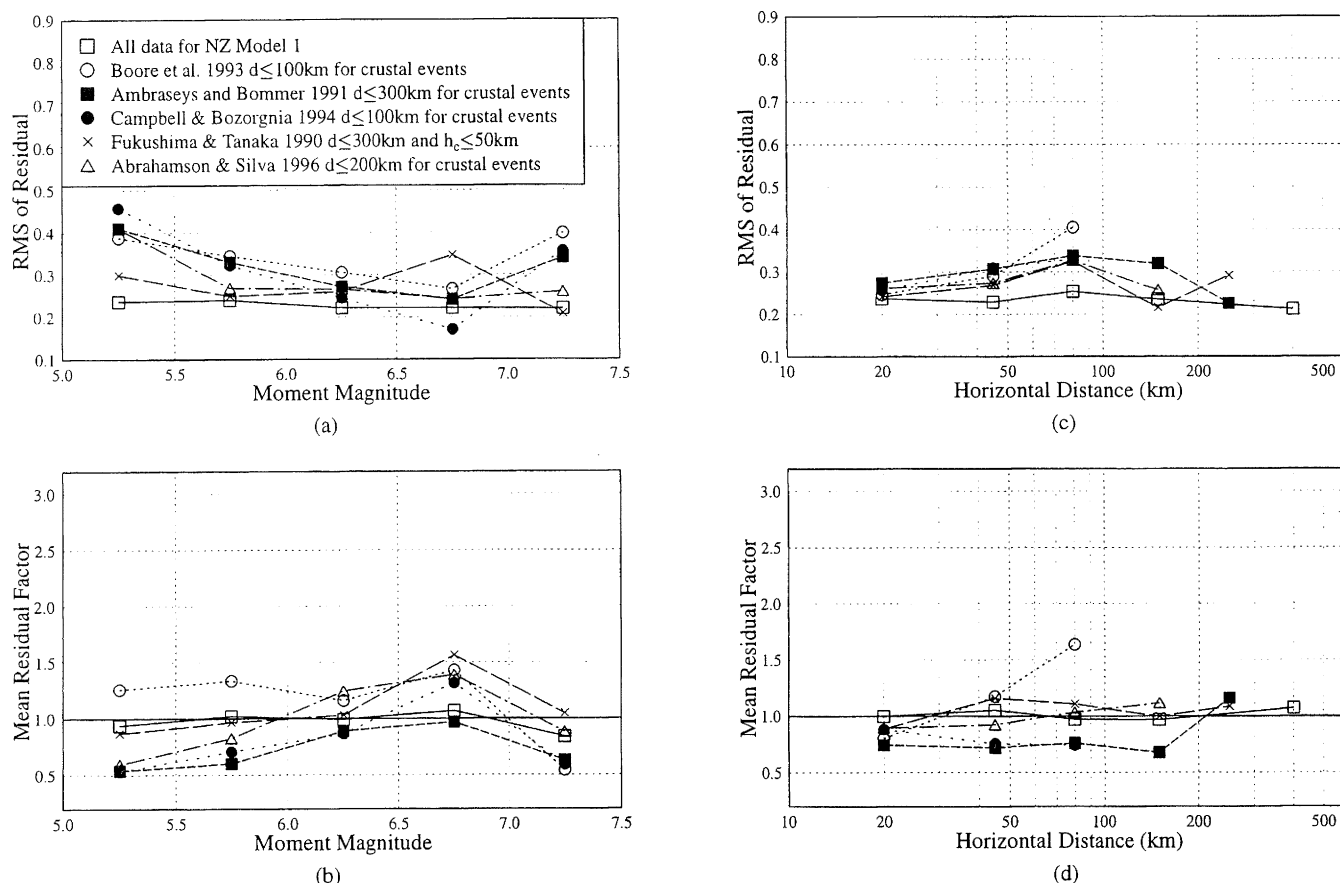 0.9
0.8
0.7
0.6
0.5
0.4
0.3
0.2
0.1
RMS of Residual
All data for NZ Model 1
Boore et al. 1993 d≤100km for crustal events
Ambraseys and Bommer 1991 d≤300km for crustal events
Campbell & Bozorgnia 1994 d≤100km for crustal events
Fukushima & Tanaka 1990 d≤300km and h_c≤50km
Abrahamson & Silva 1996 d≤200km for crustal events
5.0 5.5 6.0 6.5 7.0 7.5
Moment Magnitude
(a)
0.9
0.8
0.7
0.6
0.5
0.4
0.3
0.2
0.1
RMS of Residual
10 20 50 100 200 500
Horizontal Distance (km)
(c)
3.0
2.5
2.0
1.5
1.0
0.5
Mean Residual Factor
5.0 5.5 6.0 6.5 7.0 7.5
Moment Magnitude
(b)
3.0
2.5
2.0
1.5
1.0
0.5
Mean Residual Factor
10 20 50 100 200 500
Horizontal Distance (km)
(d)